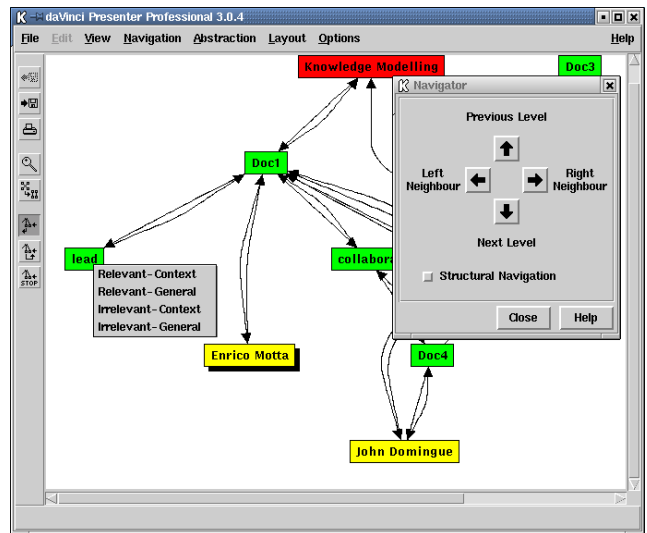 daVinci Presenter Professional 3.0.4
File Edit View Navigation Abstraction Layout Options Help
Knowledge Modelling
Doc3
Navigator
Previous Level
Left Neighbour
Right Neighbour
Next Level
Structural Navigation
Close Help
Doc1
lead
collabora
Relevant-Context
Relevant-General
Irrelevant-Context
Irrelevant-General
Enrico Motta
Doc4
John Domingue
STOP